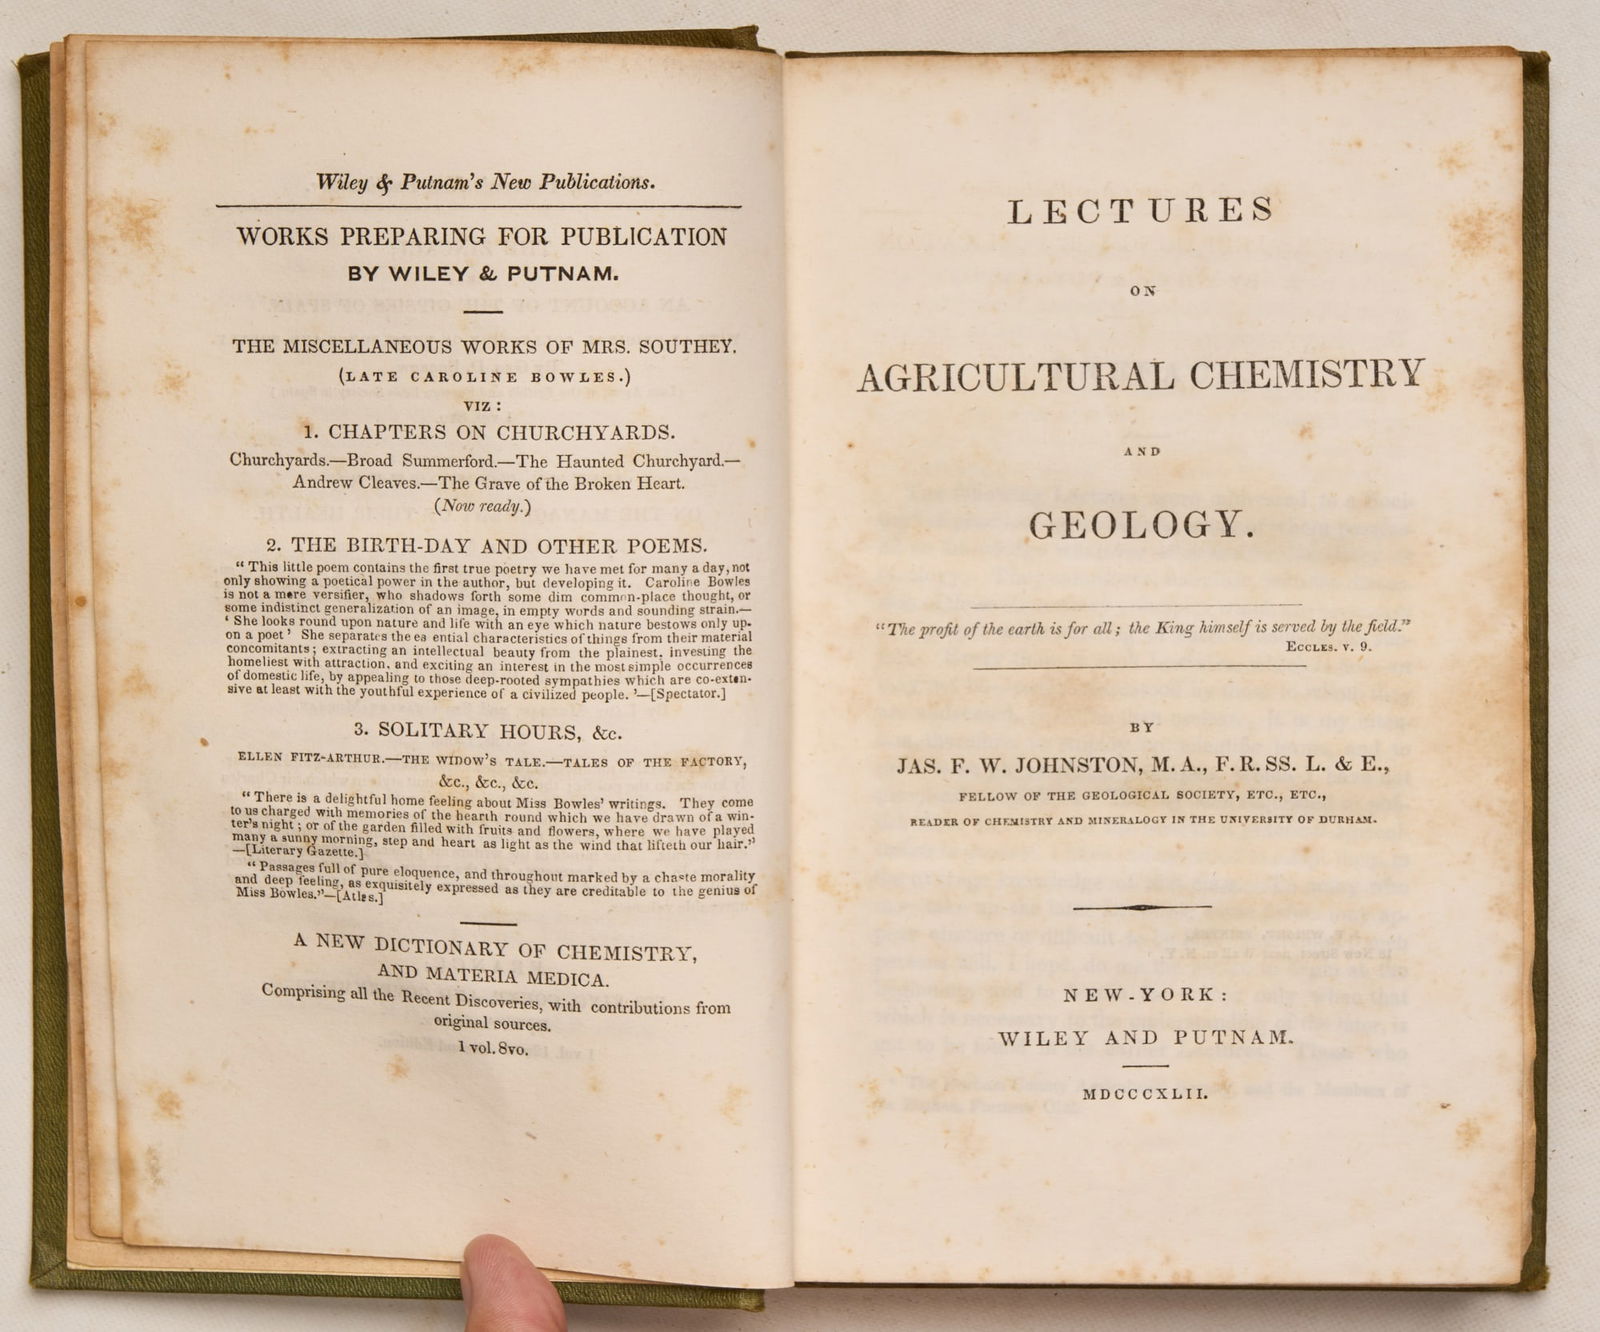 Wiley & Putnam's New Publications.
WORKS PREPARING FOR PUBLICATION
BY WILEY & PUTNAM.
THE MISCELLANEOUS WORKS OF MRS. SOUTHEY.
(LATE CAROLINE BOWLES.)
VIZ :
1. CHAPTERS ON CHURCHYARDS.
Churchyards.—Broad Summerford.—The Haunted Churchyard.—
Andrew Cleaves.—The Grave of the Broken Heart.
(Now ready.)
2. THE BIRTH-DAY AND OTHER POEMS.
“ This little poem contains the first true poetry we have met for many a day, not
only showing a poetical power in the author, but developing it. Caroline Bowles
is not a mere versifier, who shadows forth some dim common-place thought, or
some indistinct generalization of an image, in empty words and sounding strain.—
‘ She looks round upon nature and life with an eye which nature bestows only up-
on a poet ’ She separates the es ential characteristics of things from their material
concomitants; extracting an intellectual beauty from the plainest, investing the
homeliest with attraction, and exciting an interest in the most simple occurrences
of domestic life, by appealing to those deep-rooted sympathies which are co-exten-
sive at least with the youthful experience of a civilized people. ’—[Spectator.]
3. SOLITARY HOURS, &c.
ELLEN FITZ-ARTHUR.—THE WIDOW'S TALE.—TALES OF THE FACTORY,
&c., &c., &c.
“ There is a delightful home feeling about Miss Bowles' writings. They come
to us charged with memories of the hearth round which we have drawn of a win-
ter's night ; or of the garden filled with fruits and flowers, where we have played
many a sunny morning, step and heart as light as the wind that lifteth our hair.”
—[Literary Gazette.]
“ Passages full of pure eloquence, and throughout marked by a chaste morality
and deep feeling, as exquisitely expressed as they are creditable to the genius of
Miss Bowles.”—[Atlas.]
A NEW DICTIONARY OF CHEMISTRY,
AND MATERIA MEDICA.
Comprising all the Recent Discoveries, with contributions from
original sources.
1 vol. 8vo.
LECTURES
ON
AGRICULTURAL CHEMISTRY
AND
GEOLOGY.
“The profit of the earth is for all; the King himself is served by the field.”
ECCLES. V. 9.
BY
JAS. F. W. JOHNSTON, M. A., F. R. SS. L. & E.,
FELLOW OF THE GEOLOGICAL SOCIETY, ETC., ETC.,
READER OF CHEMISTRY AND MINERALOGY IN THE UNIVERSITY OF DURHAM.
NEW-YORK:
WILEY AND PUTNAM.
MDCCCXLII.